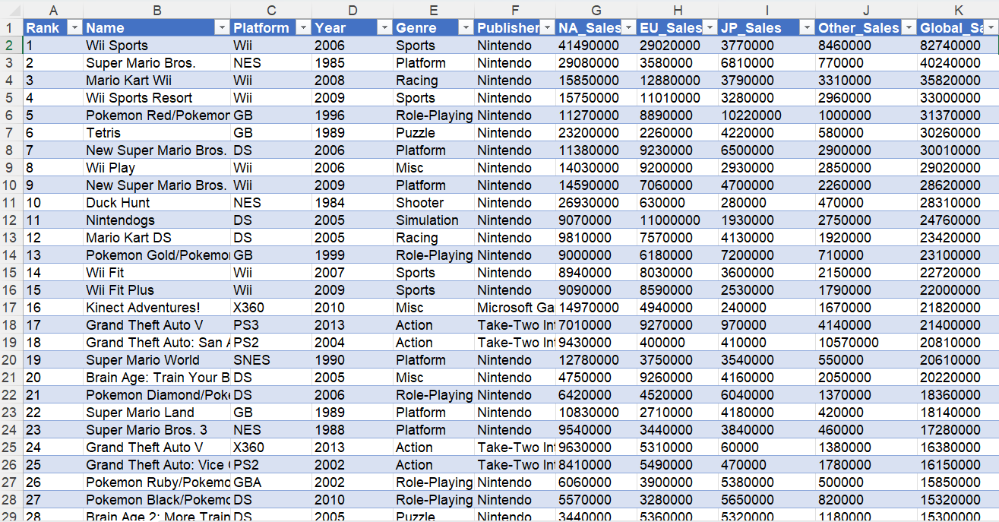 A B C D E F G H I J K
1 Rank Name Platform Year Genre Publisher NA_Sales EU_Sales JP_Sales Other_Sales Global_Sa
2 1 Wii Sports Wii 2006 Sports Nintendo 41490000 29020000 3770000 8460000 82740000
3 2 Super Mario Bros. NES 1985 Platform Nintendo 29080000 3580000 6810000 770000 40240000
4 3 Mario Kart Wii Wii 2008 Racing Nintendo 15850000 12880000 3790000 3310000 35820000
5 4 Wii Sports Resort Wii 2009 Sports Nintendo 15750000 11010000 3280000 2960000 33000000
6 5 Pokemon Red/Pokemon GB 1996 Role-Playing Nintendo 11270000 8890000 10220000 1000000 31370000
7 6 Tetris GB 1989 Puzzle Nintendo 23200000 2260000 4220000 580000 30260000
8 7 New Super Mario Bros. DS 2006 Platform Nintendo 11380000 9230000 6500000 2900000 30010000
9 8 Wii Play Wii 2006 Misc Nintendo 14030000 9200000 2930000 2850000 29020000
10 9 New Super Mario Bros. Wii 2009 Platform Nintendo 14590000 7060000 4700000 2260000 28620000
11 10 Duck Hunt NES 1984 Shooter Nintendo 26930000 630000 280000 470000 28310000
12 11 Nintendogs DS 2005 Simulation Nintendo 9070000 11000000 1930000 2750000 24760000
13 12 Mario Kart DS DS 2005 Racing Nintendo 9810000 7570000 4130000 1920000 23420000
14 13 Pokemon Gold/Pokemon GB 1999 Role-Playing Nintendo 9000000 6180000 7200000 710000 23100000
15 14 Wii Fit Wii 2007 Sports Nintendo 8940000 8030000 3600000 2150000 22720000
16 15 Wii Fit Plus Wii 2009 Sports Nintendo 9090000 8590000 2530000 1790000 22000000
17 16 Kinect Adventures! X360 2010 Misc Microsoft Ga 14970000 4940000 240000 1670000 21820000
18 17 Grand Theft Auto V PS3 2013 Action Take-Two Int 7010000 9270000 970000 4140000 21400000
19 18 Grand Theft Auto: San A PS2 2004 Action Take-Two Int 9430000 400000 410000 10570000 20810000
20 19 Super Mario World SNES 1990 Platform Nintendo 12780000 3750000 3540000 550000 20610000
21 20 Brain Age: Train Your B DS 2005 Misc Nintendo 4750000 9260000 4160000 2050000 20220000
22 21 Pokemon Diamond/Poke DS 2006 Role-Playing Nintendo 6420000 4520000 6040000 1370000 18360000
23 22 Super Mario Land GB 1989 Platform Nintendo 10830000 2710000 4180000 420000 18140000
24 23 Super Mario Bros. 3 NES 1988 Platform Nintendo 9540000 3440000 3840000 460000 17280000
25 24 Grand Theft Auto V X360 2013 Action Take-Two Int 9630000 5310000 60000 1380000 16380000
26 25 Grand Theft Auto: Vice C PS2 2002 Action Take-Two Int 8410000 5490000 470000 1780000 16150000
27 26 Pokemon Ruby/Pokemo GBA 2002 Role-Playing Nintendo 6060000 3900000 5380000 500000 15850000
28 27 Pokemon Black/Pokemo DS 2010 Role-Playing Nintendo 5570000 3280000 5650000 820000 15320000
29 28 Brain Age 2: More Train DS 2005 Puzzle Nintendo 3440000 5360000 5320000 1180000 15300000